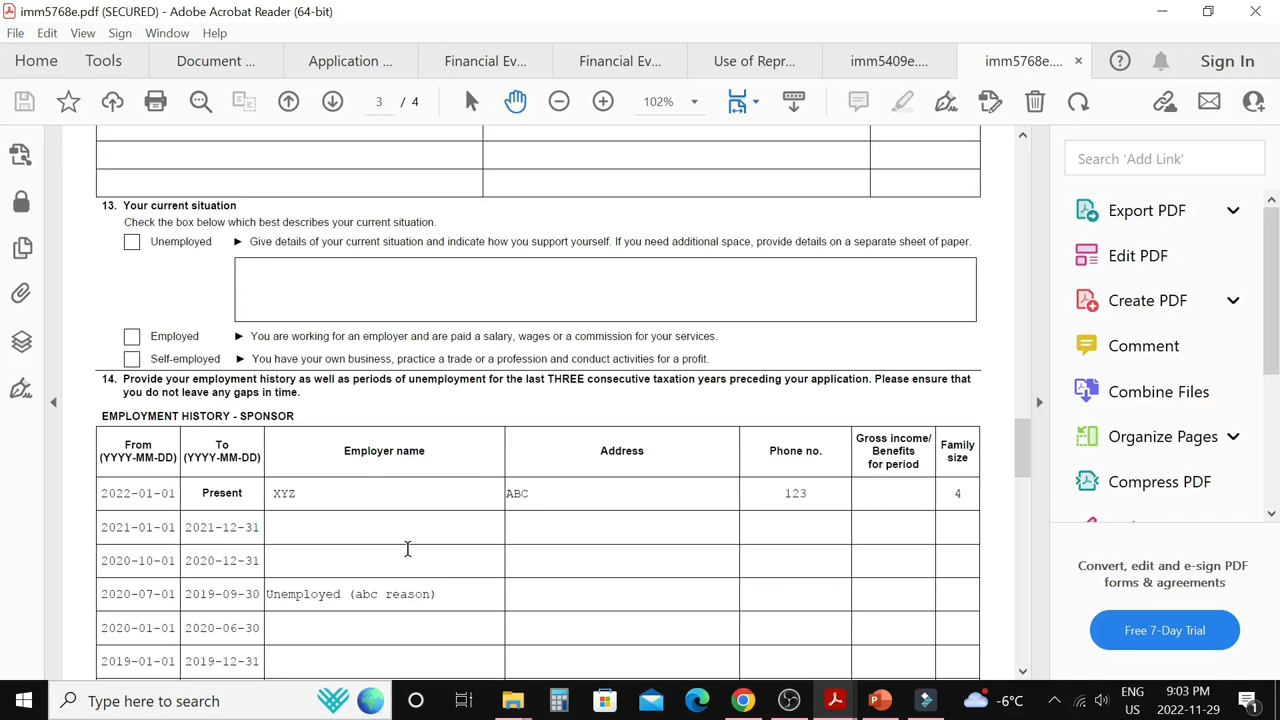 imm5768e.pdf (SECURED) - Adobe Acrobat Reader (64-bit)
File Edit View Sign Window Help
Home Tools Document ... Application ... Financial Ev... Financial Ev... Use of Repr... imm5409e.... imm5768e.... × Sign In
3 / 4 102%
13. Your current situation
Check the box below which best describes your current situation.
Unemployed ► Give details of your current situation and indicate how you support yourself. If you need additional space, provide details on a separate sheet of paper.
Employed ► You are working for an employer and are paid a salary, wages or a commission for your services.
Self-employed ► You have your own business, practice a trade or a profession and conduct activities for a profit.
14. Provide your employment history as well as periods of unemployment for the last THREE consecutive taxation years preceding your application. Please ensure that
you do not leave any gaps in time.
EMPLOYMENT HISTORY - SPONSOR
From
(YYYY-MM-DD)
To
(YYYY-MM-DD)
Employer name
Address
Phone no.
Gross income/
Benefits
for period
Family
size
2022-01-01 Present XYZ ABC 123 4
2021-01-01 2021-12-31
2020-10-01 2020-12-31
2020-07-01 2019-09-30 Unemployed (abc reason)
2020-01-01 2020-06-30
2019-01-01 2019-12-31
Search 'Add Link'
Export PDF
Edit PDF
Create PDF
Comment
Combine Files
Organize Pages
Compress PDF
Convert, edit and e-sign PDF
forms & agreements
Free 7-Day Trial
Type here to search
-6°C
ENG
US
9:03 PM
2022-11-29
1